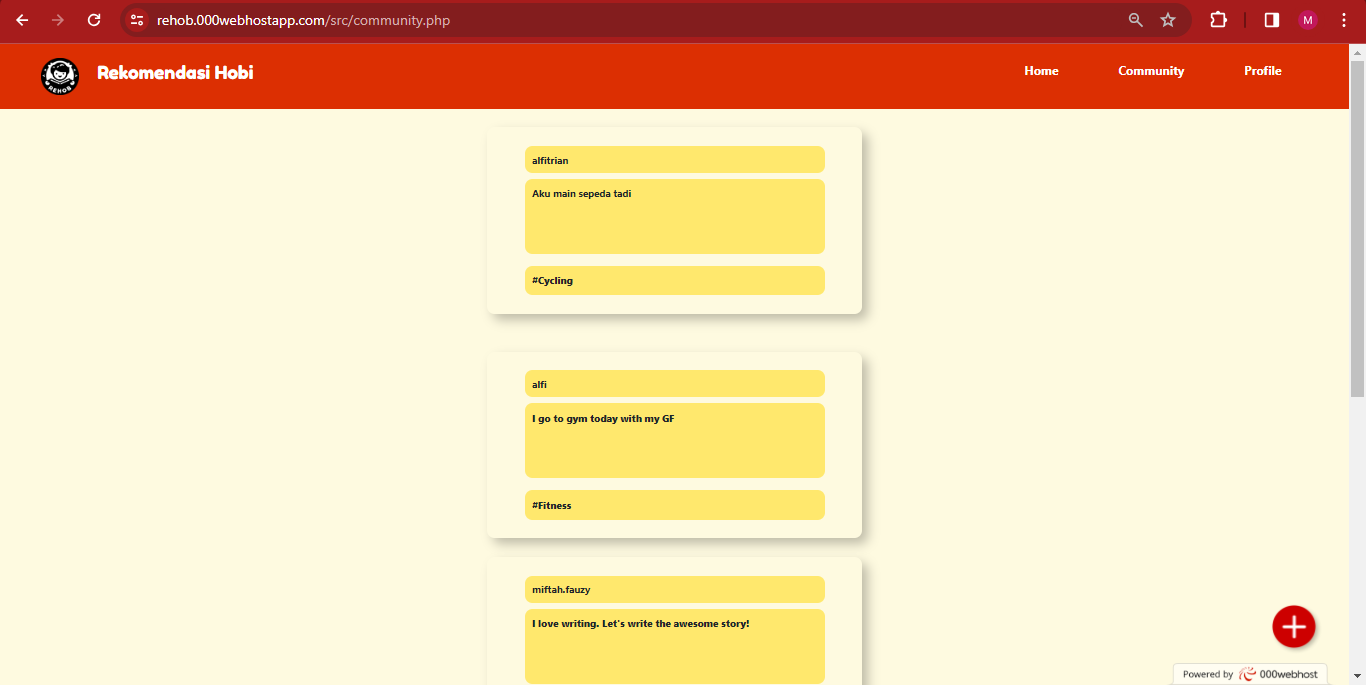 rehob.000webhostapp.com/src/community.php
M
REHOB
Rekomendasi Hobi
Home
Community
Profile
alfitrian
Aku main sepeda tadi
#Cycling
alfi
I go to gym today with my GF
#Fitness
miftah.fauzy
I love writing. Let's write the awesome story!
Powered by 000webhost